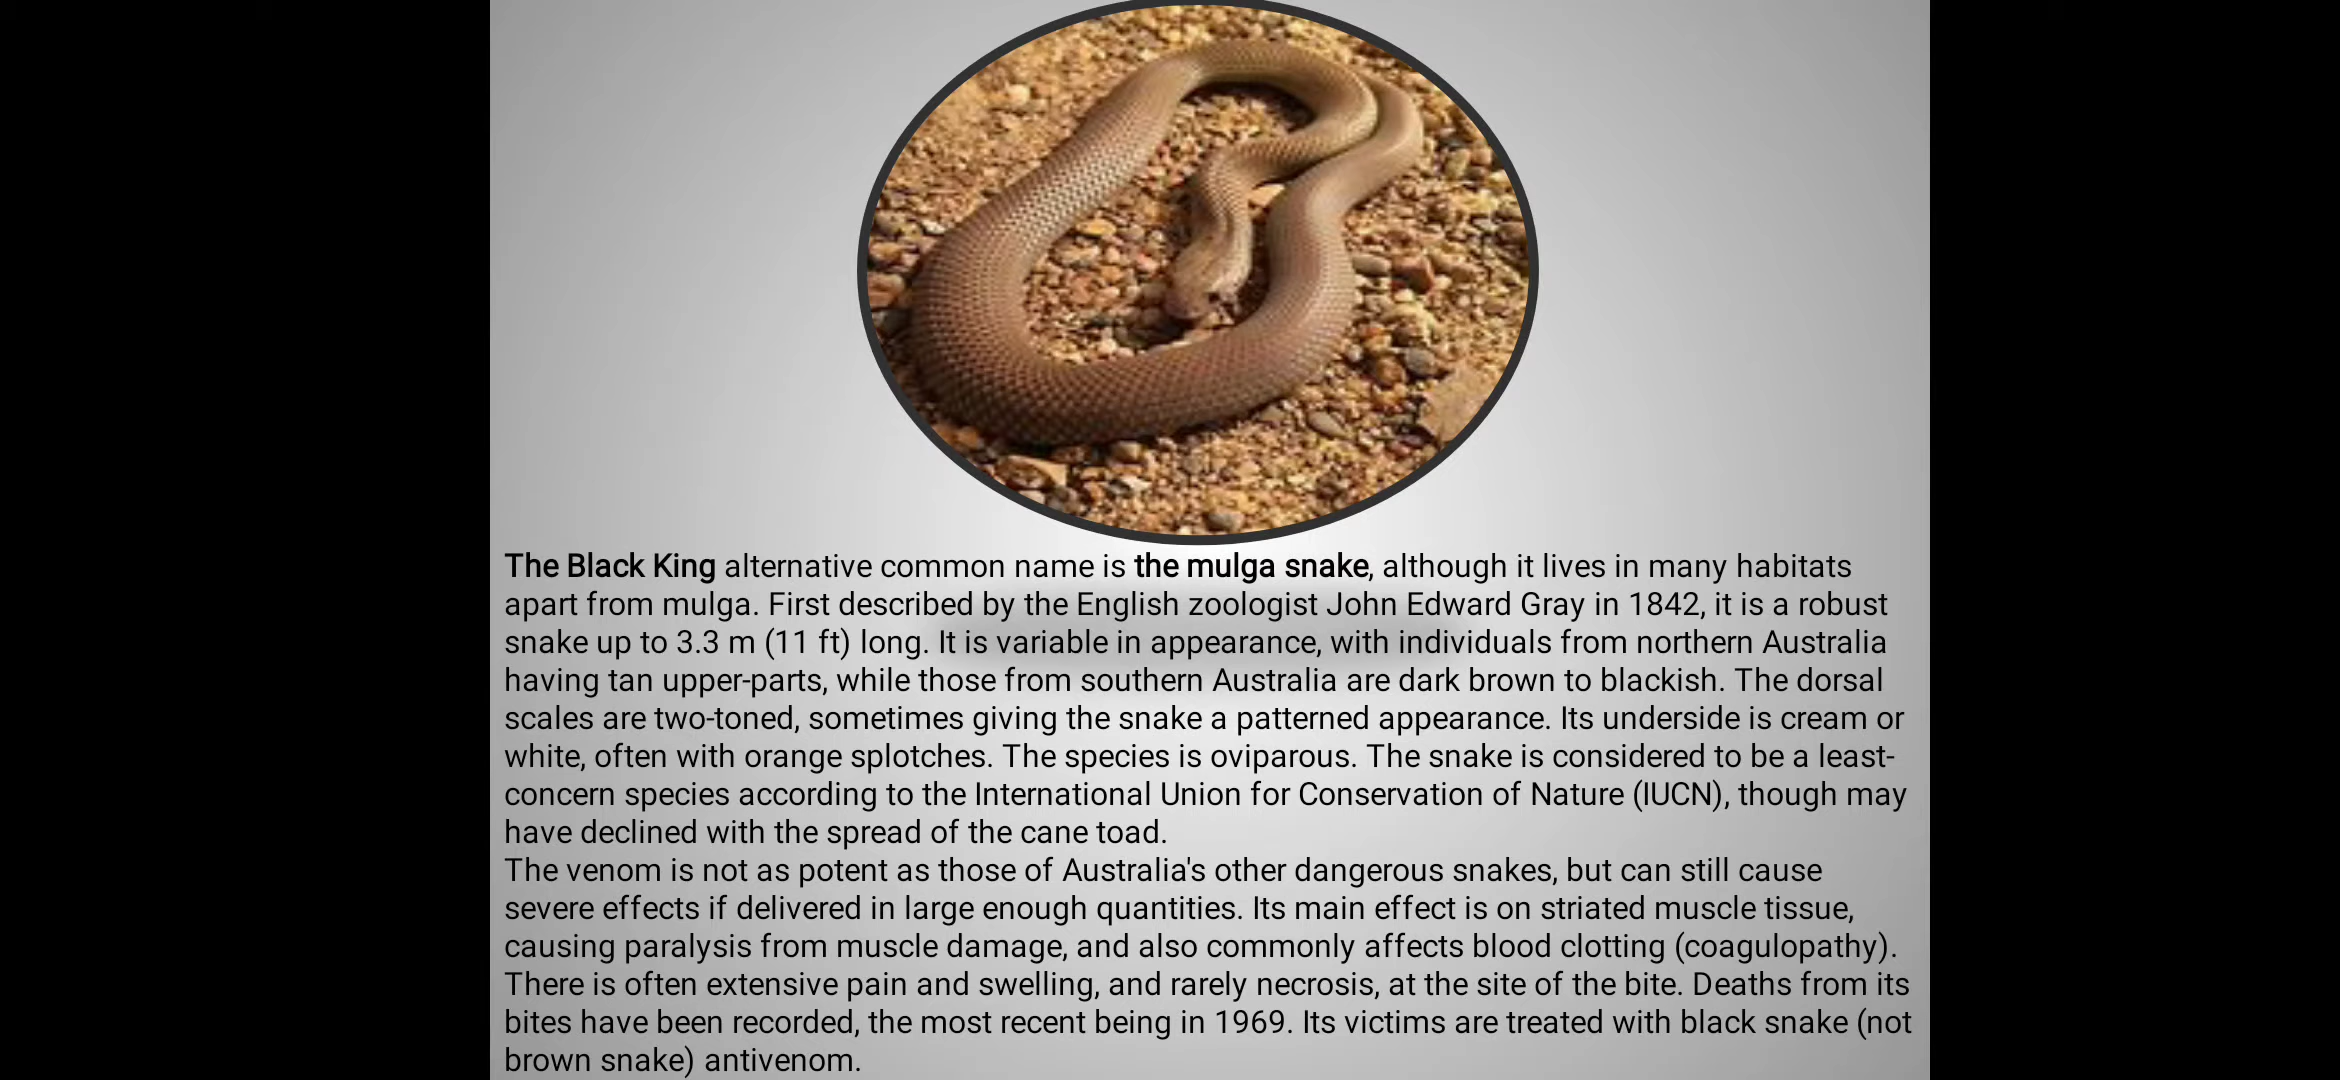 The Black King alternative common name is the mulga snake, although it lives in many habitats
apart from mulga. First described by the English zoologist John Edward Gray in 1842, it is a robust
snake up to 3.3 m (11 ft) long. It is variable in appearance, with individuals from northern Australia
having tan upper-parts, while those from southern Australia are dark brown to blackish. The dorsal
scales are two-toned, sometimes giving the snake a patterned appearance. Its underside is cream or
white, often with orange splotches. The species is oviparous. The snake is considered to be a least-
concern species according to the International Union for Conservation of Nature (IUCN), though may
have declined with the spread of the cane toad.
The venom is not as potent as those of Australia's other dangerous snakes, but can still cause
severe effects if delivered in large enough quantities. Its main effect is on striated muscle tissue,
causing paralysis from muscle damage, and also commonly affects blood clotting (coagulopathy).
There is often extensive pain and swelling, and rarely necrosis, at the site of the bite. Deaths from its
bites have been recorded, the most recent being in 1969. Its victims are treated with black snake (not
brown snake) antivenom.